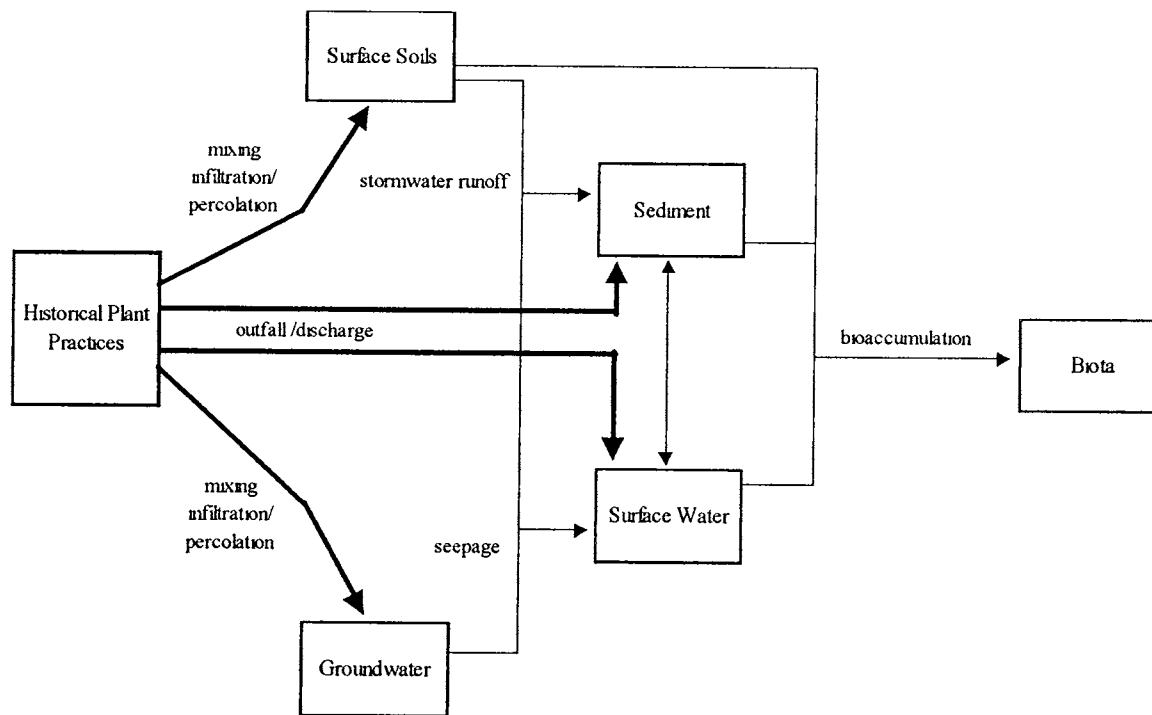 Surface Soils
mixing
infiltration/
percolation
stormwater runoff
Sediment
Historical Plant
Practices
outfall /discharge
bioaccumulation
Biota
mixing
infiltration/
percolation
Surface Water
seepage
Groundwater